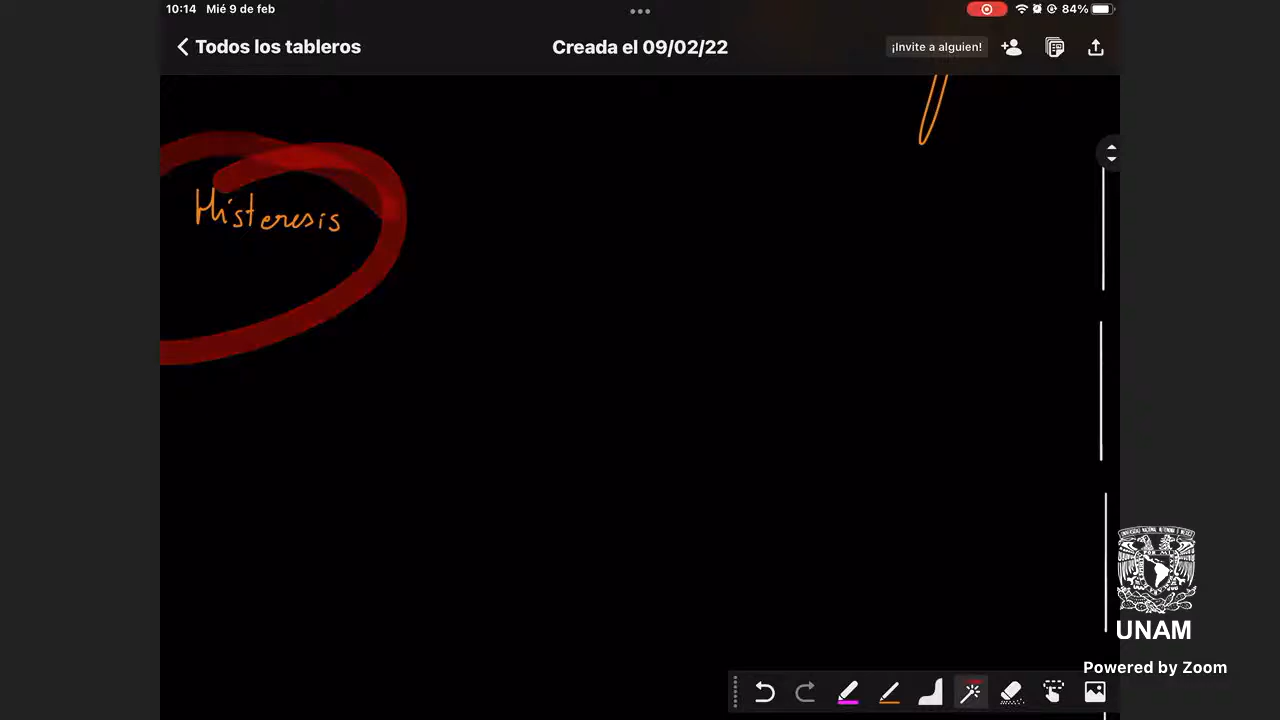 10:14 Mié 9 de feb
84%
Todos los tableros
Creada el 09/02/22
¡Invite a alguien!
Histeresis
UNAM
Powered by Zoom